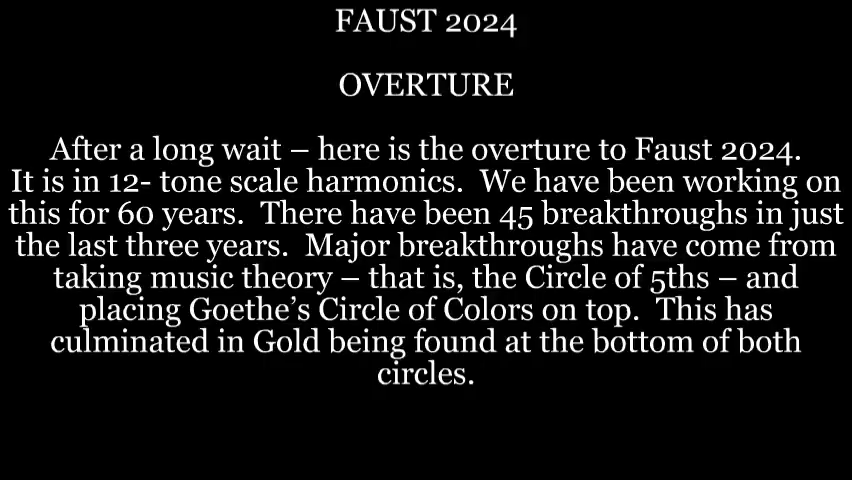 FAUST 2024
OVERTURE
After a long wait – here is the overture to Faust 2024.
It is in 12- tone scale harmonics.  We have been working on
this for 60 years.  There have been 45 breakthroughs in just
the last three years.  Major breakthroughs have come from
taking music theory – that is, the Circle of 5ths – and
placing Goethe’s Circle of Colors on top.  This has
culminated in Gold being found at the bottom of both
circles.